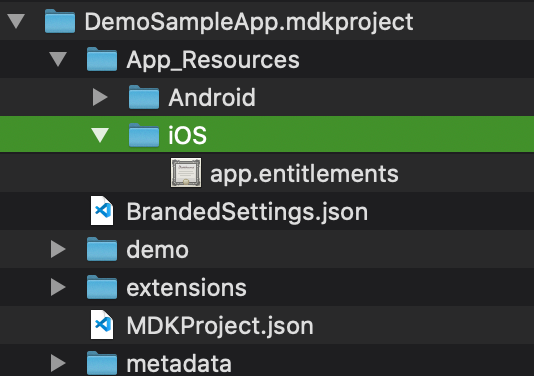 DemoSampleApp.mdkproject
App_Resources
Android
iOS
app.entitlements
BrandedSettings.json
demo
extensions
MDKProject.json
metadata